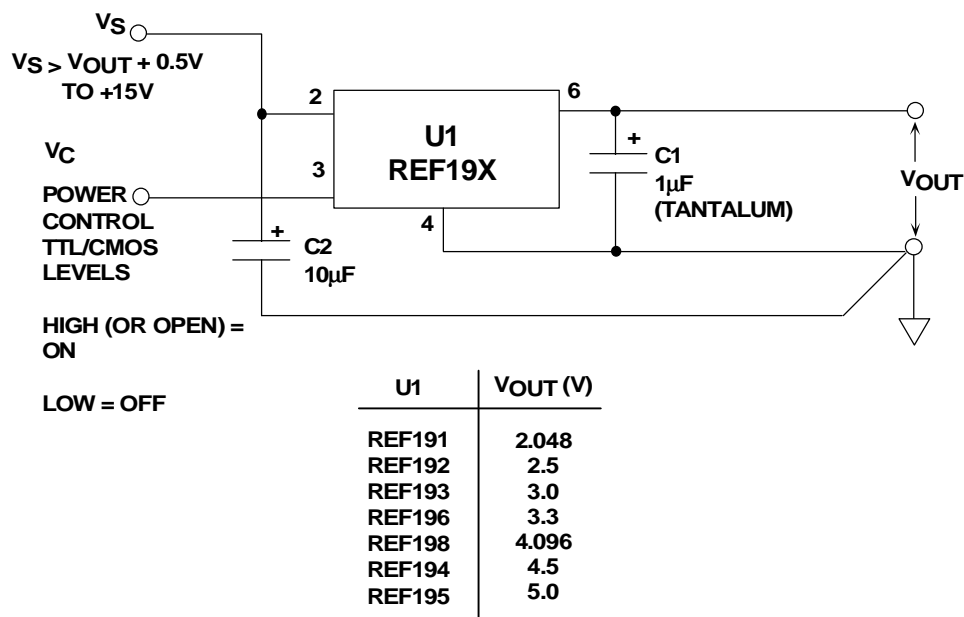 VS
VS > VOUT + 0.5V
TO +15V
2
6
U1
REF19X
+
C1
1μF
(TANTALUM)
VOUT
VC
3
POWER
CONTROL
TTL/CMOS
LEVELS
4
+
C2
10μF
HIGH (OR OPEN) =
ON
LOW = OFF
U1 VOUT (V)
REF191 2.048
REF192 2.5
REF193 3.0
REF196 3.3
REF198 4.096
REF194 4.5
REF195 5.0